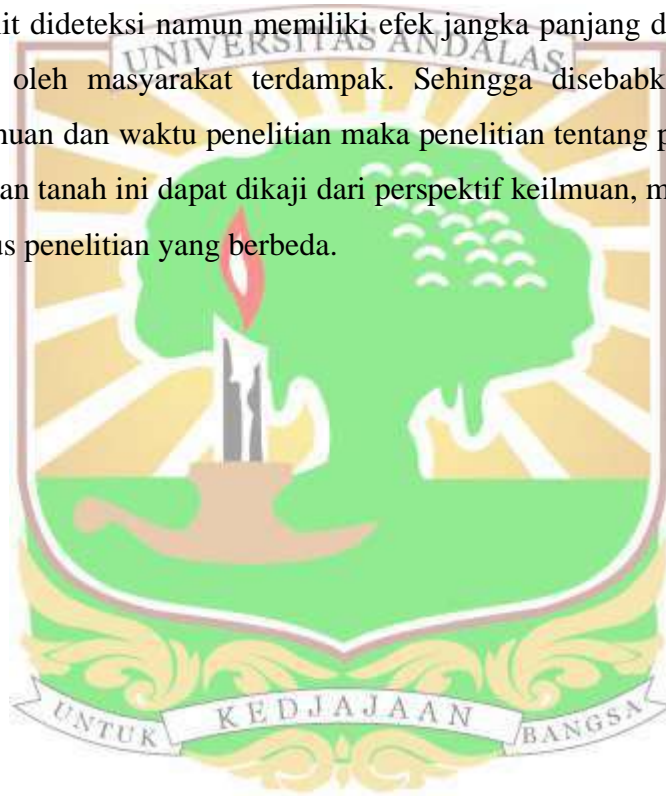 it dideteksi namun memiliki efek jangka panjang d
UNIVERSITAS ANDALAS
oleh masyarakat terdampak. Sehingga disebabk
nuan dan waktu penelitian maka penelitian tentang p
an tanah ini dapat dikaji dari perspektif keilmuan, m
us penelitian yang berbeda.
UNTUK KEDJAJAAN BANGSA